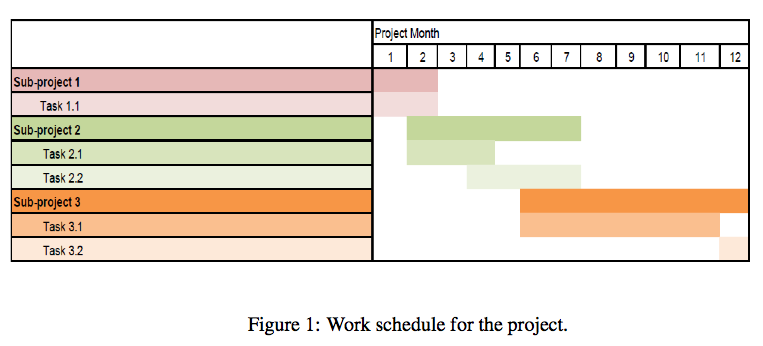 Project Month
1 2 3 4 5 6 7 8 9 10 11 12
Sub-project 1
Task 1.1
Sub-project 2
Task 2.1
Task 2.2
Sub-project 3
Task 3.1
Task 3.2
Figure 1: Work schedule for the project.